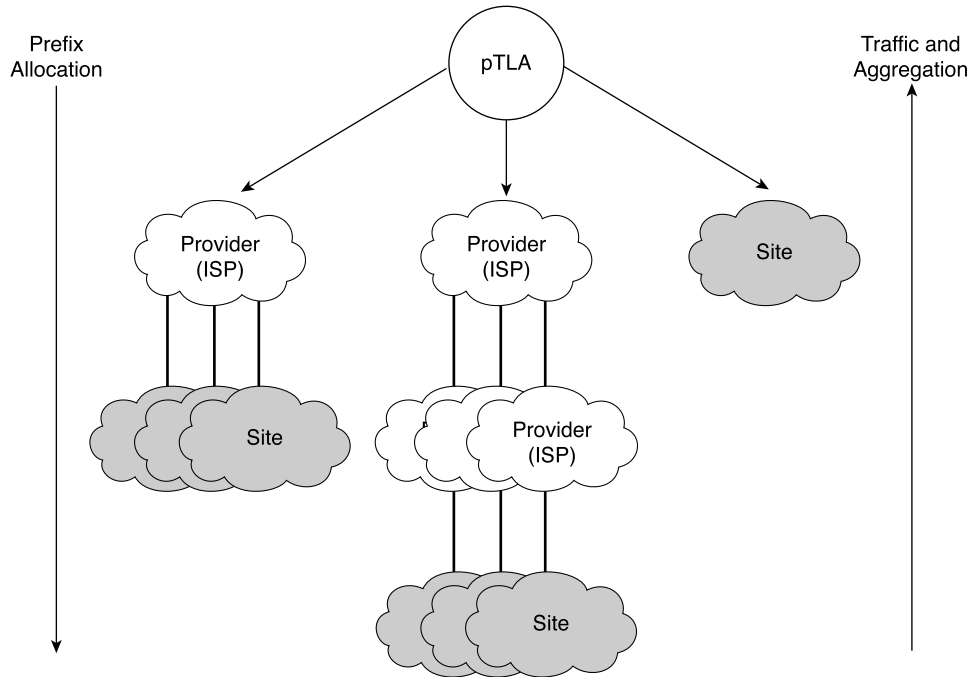 Prefix
Allocation
pTLA
Traffic and
Aggregation
Provider
(ISP)
Provider
(ISP)
Site
Site
Provider
(ISP)
Site